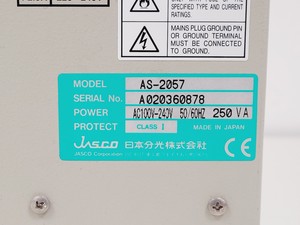 SPECIFIED TYPE AND CURRENT
RATINGS.
MAINS PLUG GROUND PIN
OR GROUND TERMINAL
MUST BE CONNECTED
TO GROUND.
MODEL AS-2057
SERIAL No. A020360878
POWER AC100V-240V 50/60HZ 250 VA
PROTECT CLASS I MADE IN JAPAN
JASCO 日本分光株式会社 CE
JASCO Corporation